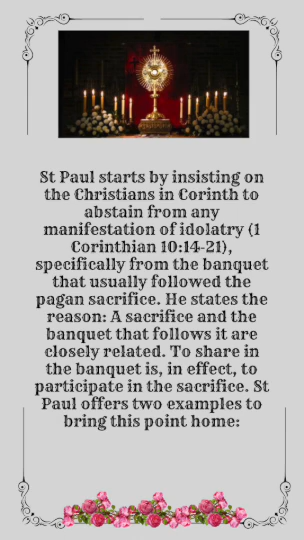 St Paul starts by insisting on
the Christians in Corinth to
abstain from any
manifestation of idolatry (1
Corinthian 10:14-21),
specifically from the banquet
that usually followed the
pagan sacrifice. He states the
reason: A sacrifice and the
banquet that follows it are
closely related. To share in
the banquet is, in effect, to
participate in the sacrifice. St
Paul offers two examples to
bring this point home: